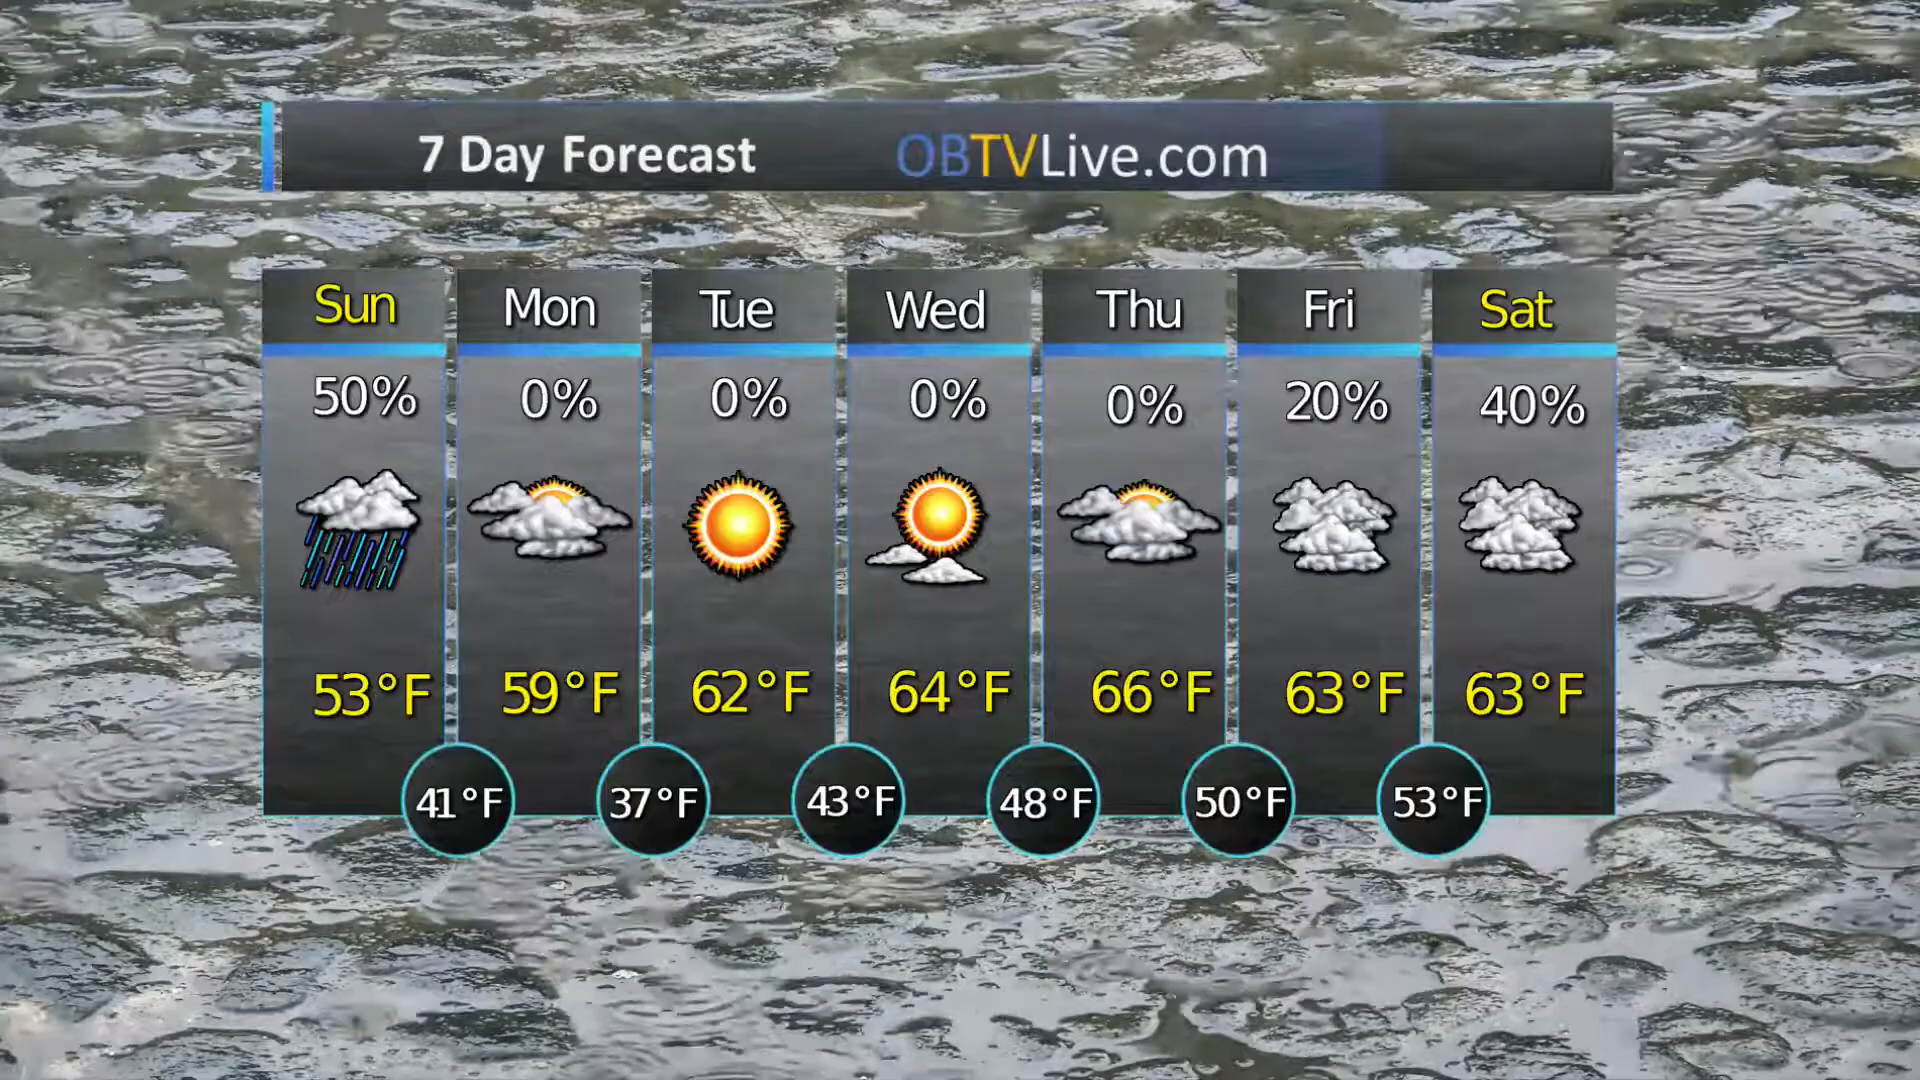 7 Day Forecast OBTVLive.com
Sun Mon Tue Wed Thu Fri Sat
50% 0% 0% 0% 0% 20% 40%
53°F 59°F 62°F 64°F 66°F 63°F 63°F
41°F 37°F 43°F 48°F 50°F 53°F